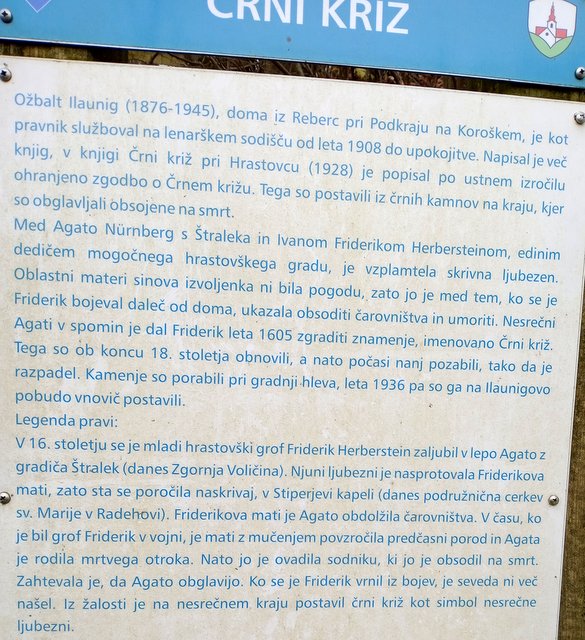 ČRNI KRIŽ
Ožbalt Ilaunig (1876-1945), doma iz Reberc pri Podkraju na Koroškem, je kot
pravnik služboval na lenarškem sodišču od leta 1908 do upokojitve. Napisal je več
knjig, v knjigi Črni križ pri Hrastovcu (1928) je popisal po ustnem izročilu
ohranjeno zgodbo o Črnem križu. Tega so postavili iz črnih kamnov na kraju, kjer
so obglavljali obsojene na smrt.
Med Agato Nürnberg s Štraleka in Ivanom Friderikom Herbersteinom, edinim
dedičem mogočnega hrastovškega gradu, je vzplamtela skrivna ljubezen.
Oblastni materi sinova izvoljenka ni bila pogodu, zato jo je med tem, ko se je
Friderik bojeval daleč od doma, ukazala obsoditi čarovništva in umoriti. Nesrečni
Agati v spomin je dal Friderik leta 1605 zgraditi znamenje, imenovano Črni križ.
Tega so ob koncu 18. stoletja obnovili, a nato počasi nanj pozabili, tako da je
razpadel. Kamenje so porabili pri gradnji hleva, leta 1936 pa so ga na Ilaunigovo
pobudo vnovič postavili.
Legenda pravi:
V 16. stoletju se je mladi hrastovški grof Friderik Herberstein zaljubil v lepo Agato z
gradiča Štralek (danes Zgornja Voličina). Njuni ljubezni je nasprotovala Friderikova
mati, zato sta se poročila naskrivaj, v Stiperjevi kapeli (danes podružnična cerkev
sv. Marije v Radehovi). Friderikova mati je Agato obdolžila čarovništva. V času, ko
je bil grof Friderik v vojni, je mati z mučenjem povzročila predčasni porod in Agata
je rodila mrtvega otroka. Nato jo je ovadila sodniku, ki jo je obsodil na smrt.
Zahtevala je, da Agato obglavijo. Ko se je Friderik vrnil iz bojev, je seveda ni več
našel. Iz žalosti je na nesrečnem kraju postavil črni križ kot simbol nesrečne
ljubezni.